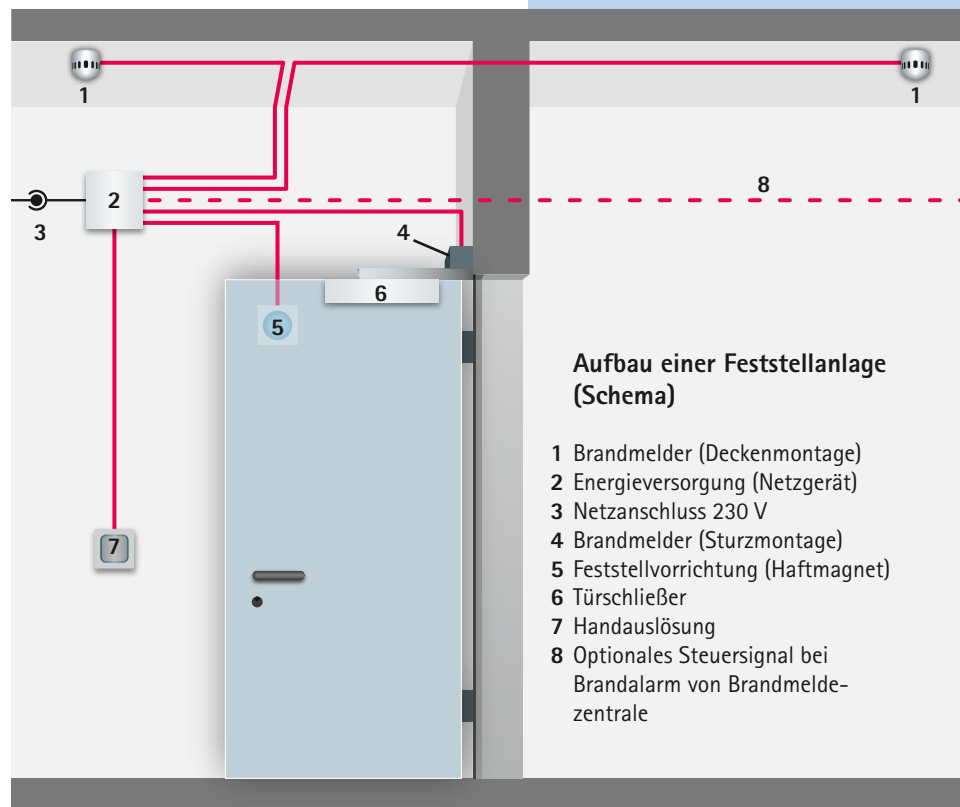 1
1
2
3
8
4
6
5
7
Aufbau einer Feststellanlage
(Schema)
1 Brandmelder (Deckenmontage)
2 Energieversorgung (Netzgerät)
3 Netzanschluss 230 V
4 Brandmelder (Sturzmontage)
5 Feststellvorrichtung (Haftmagnet)
6 Türschließer
7 Handauslösung
8 Optionales Steuersignal bei
Brandalarm von Brandmelde-
zentrale